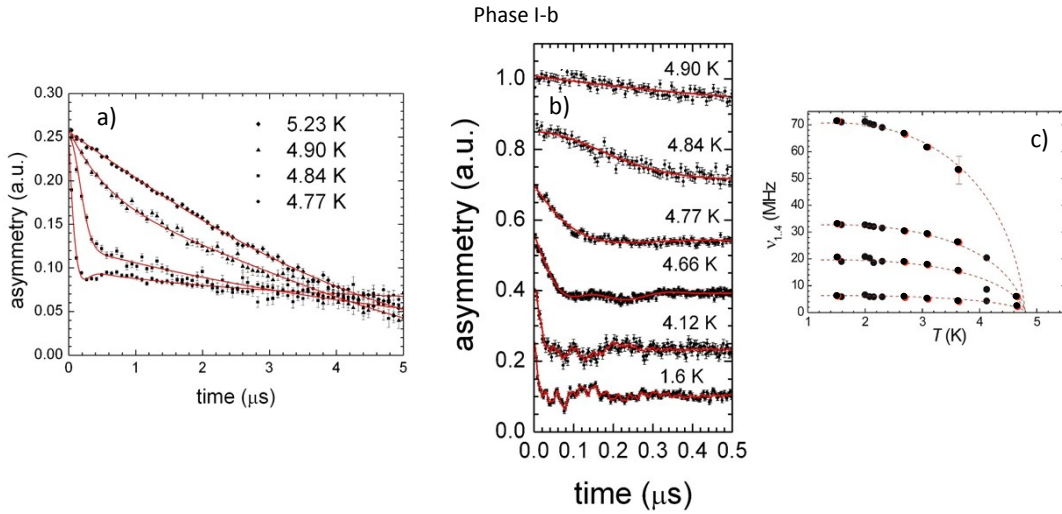 Phase I-b
a)
0.30
0.25
0.20
0.15
0.10
0.05
0.00
asymmetry (a.u.)
5.23 K
4.90 K
4.84 K
4.77 K
0 1 2 3 4 5
time (μs)
b)
1.0
0.8
0.6
0.4
0.2
0.0
asymmetry (a.u.)
4.90 K
4.84 K
4.77 K
4.66 K
4.12 K
1.6 K
0.0 0.1 0.2 0.3 0.4 0.5
time (μs)
c)
70
60
50
40
30
20
10
0
ν1..4 (MHz)
1 2 3 4 5
T (K)